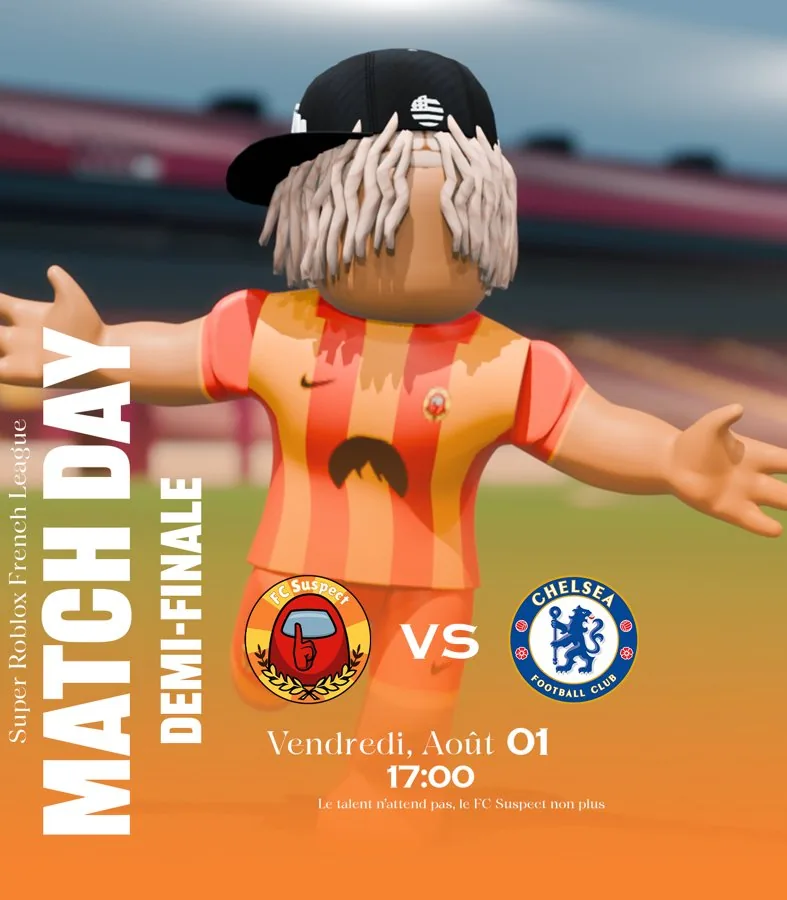 Super Roblox French League
MATCH DAY
DEMI-FINALE
FC Suspect
VS
CHELSEA
FOOTBALL CLUB
Vendredi, Août 01
17:00
Le talent n'attend pas, le FC Suspect non plus